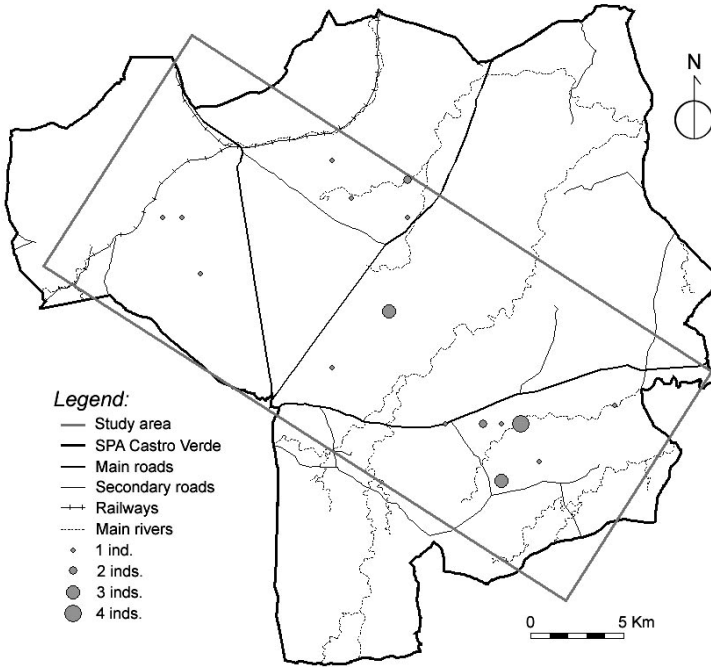 N
Legend:
Study area
SPA Castro Verde
Main roads
Secondary roads
Railways
Main rivers
1 ind.
2 inds.
3 inds.
4 inds.
0 5 Km